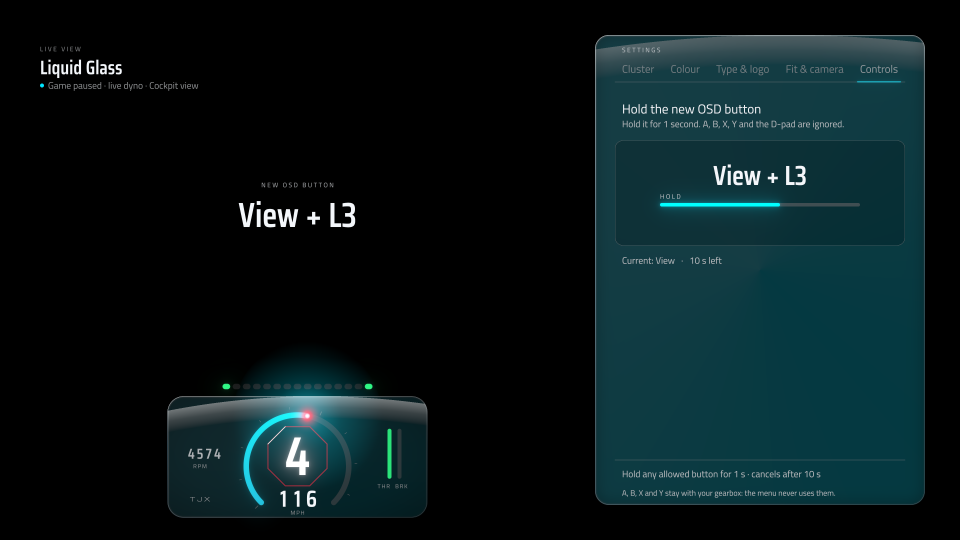 LIVE VIEW
Liquid Glass
Game paused · live dyno · Cockpit view
NEW OSD BUTTON
View + L3
4574
RPM
TJX
4
116
MPH
THR BRK
SETTINGS
Cluster Colour Type & logo Fit & camera Controls
Hold the new OSD button
Hold it for 1 second. A, B, X, Y and the D-pad are ignored.
View + L3
HOLD
Current: View · 10 s left
Hold any allowed button for 1 s · cancels after 10 s
A, B, X and Y stay with your gearbox: the menu never uses them.